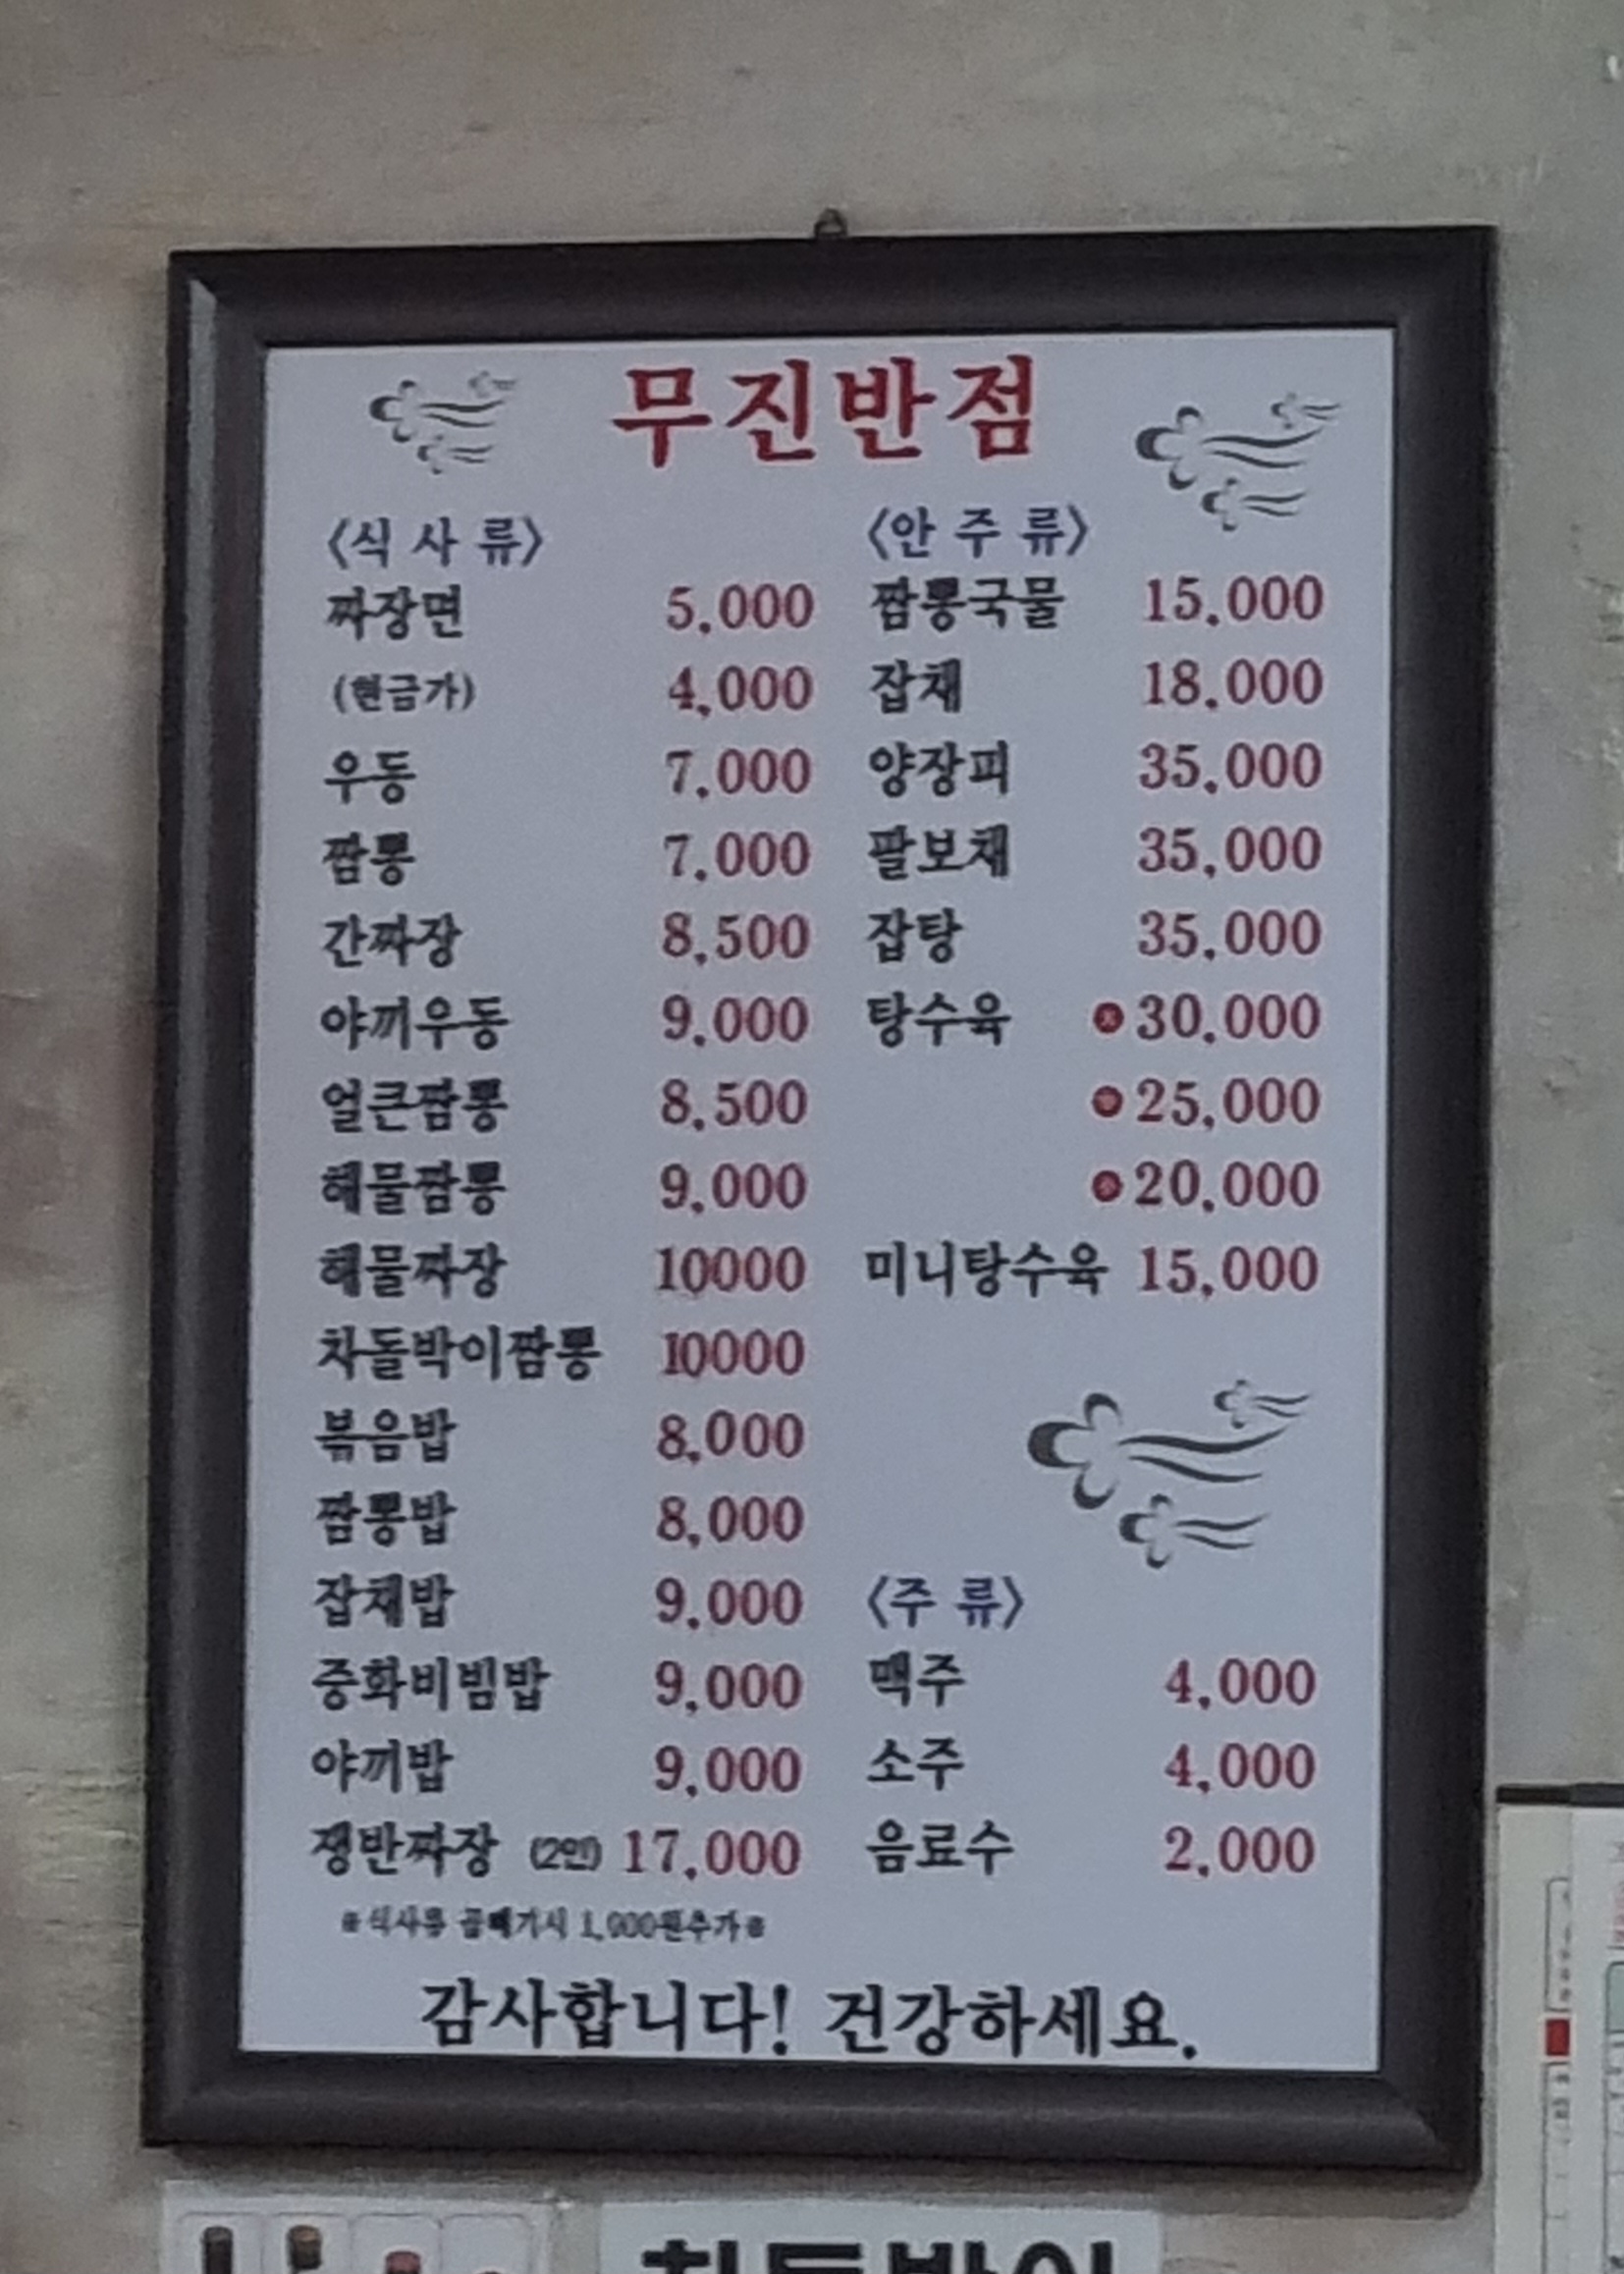 무진반점
〈식 사 류〉
짜장면 5,000
(현금가) 4,000
우동 7,000
짬뽕 7,000
간짜장 8,500
야끼우동 9,000
얼큰짬뽕 8,500
해물짬뽕 9,000
해물짜장 10000
차돌박이짬뽕 10000
볶음밥 8,000
짬뽕밥 8,000
잡채밥 9,000
중화비빔밥 9,000
야끼밥 9,000
쟁반짜장 (2인) 17,000
※식사류 곱빼기시 1,000원추가※
〈안 주 류〉
짬뽕국물 15,000
잡채 18,000
양장피 35,000
팔보채 35,000
잡탕 35,000
탕수육 30,000
25,000
20,000
미니탕수육 15,000
〈주 류〉
맥주 4,000
소주 4,000
음료수 2,000
감사합니다! 건강하세요.